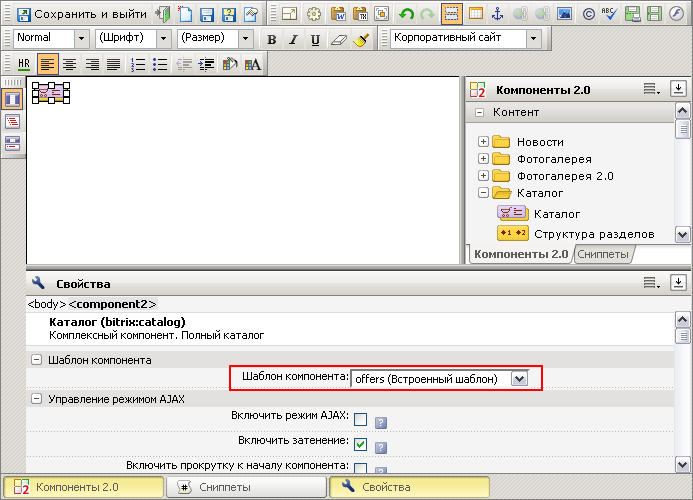 Сохранить и выйти
Normal (Шрифт) (Размер) B I U Корпоративный сайт
HR
Компоненты 2.0
Контент
Новости
Фотогалерея
Фотогалерея 2.0
Каталог
Каталог
Структура разделов
Компоненты 2.0 Сниппеты
Свойства
<body> <component2>
Каталог (bitrix:catalog)
Комплексный компонент. Полный каталог
Шаблон компонента
Шаблон компонента: offers (Встроенный шаблон)
Управление режимом AJAX
Включить режим AJAX: ?
Включить затенение: ?
Включить прокрутку к началу компонента: ?
Компоненты 2.0 Сниппеты Свойства